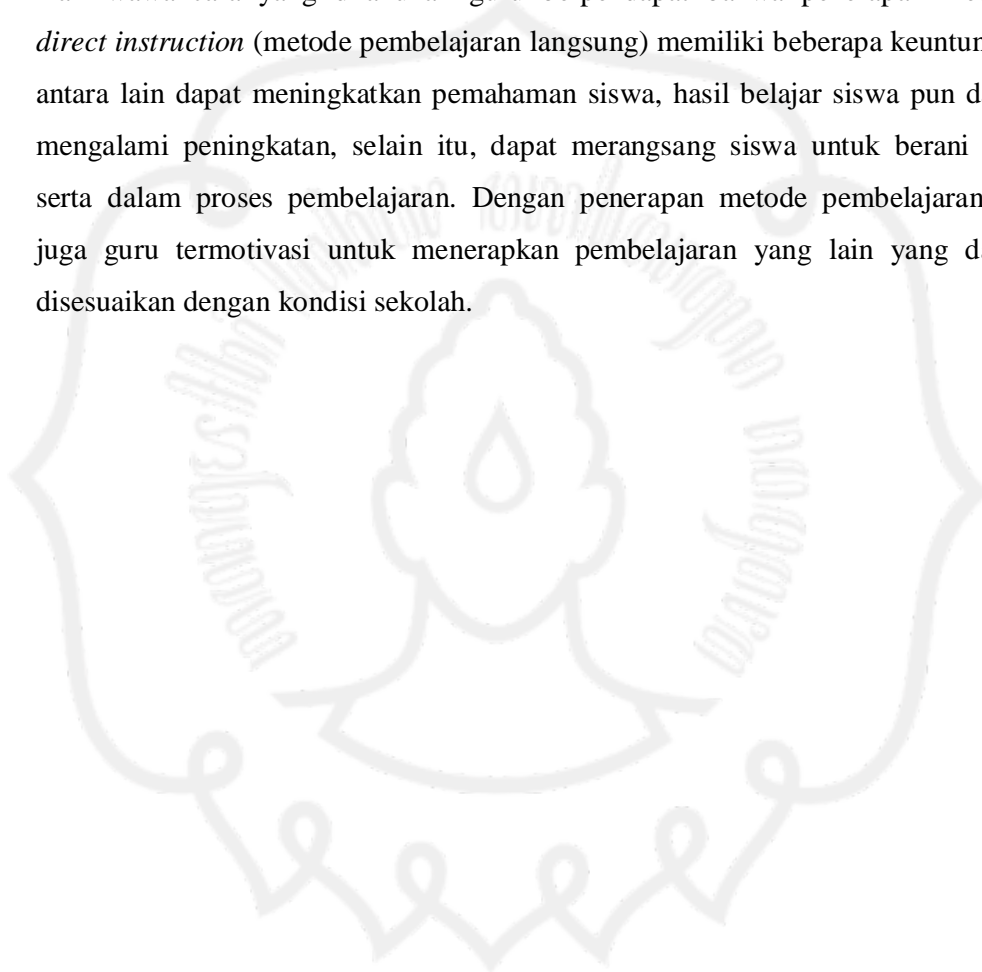 direct instruction (metode pembelajaran langsung) memiliki beberapa keuntun
antara lain dapat meningkatkan pemahaman siswa, hasil belajar siswa pun d
mengalami peningkatan, selain itu, dapat merangsang siswa untuk berani
serta dalam proses pembelajaran. Dengan penerapan metode pembelajaran
juga guru termotivasi untuk menerapkan pembelajaran yang lain yang d
disesuaikan dengan kondisi sekolah.